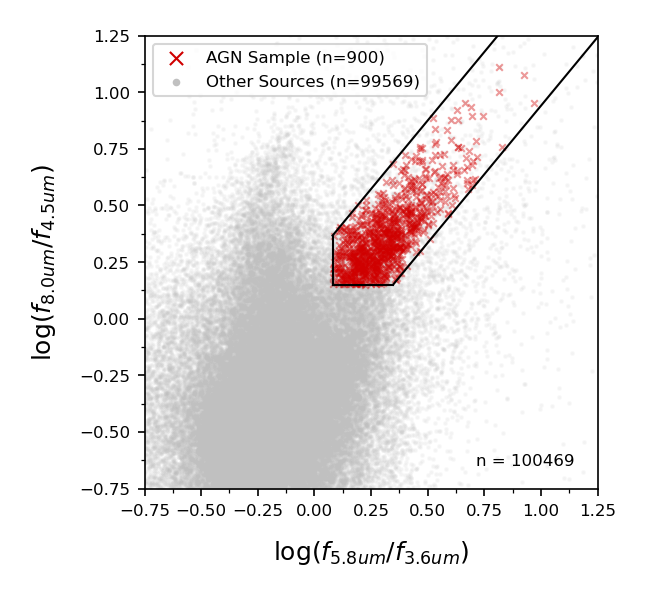 1.25
1.00
0.75
0.50
0.25
0.00
−0.25
−0.50
−0.75
log(f8.0um/f4.5um)
AGN Sample (n=900)
Other Sources (n=99569)
n = 100469
−0.75 −0.50 −0.25 0.00 0.25 0.50 0.75 1.00 1.25
log(f5.8um/f3.6um)